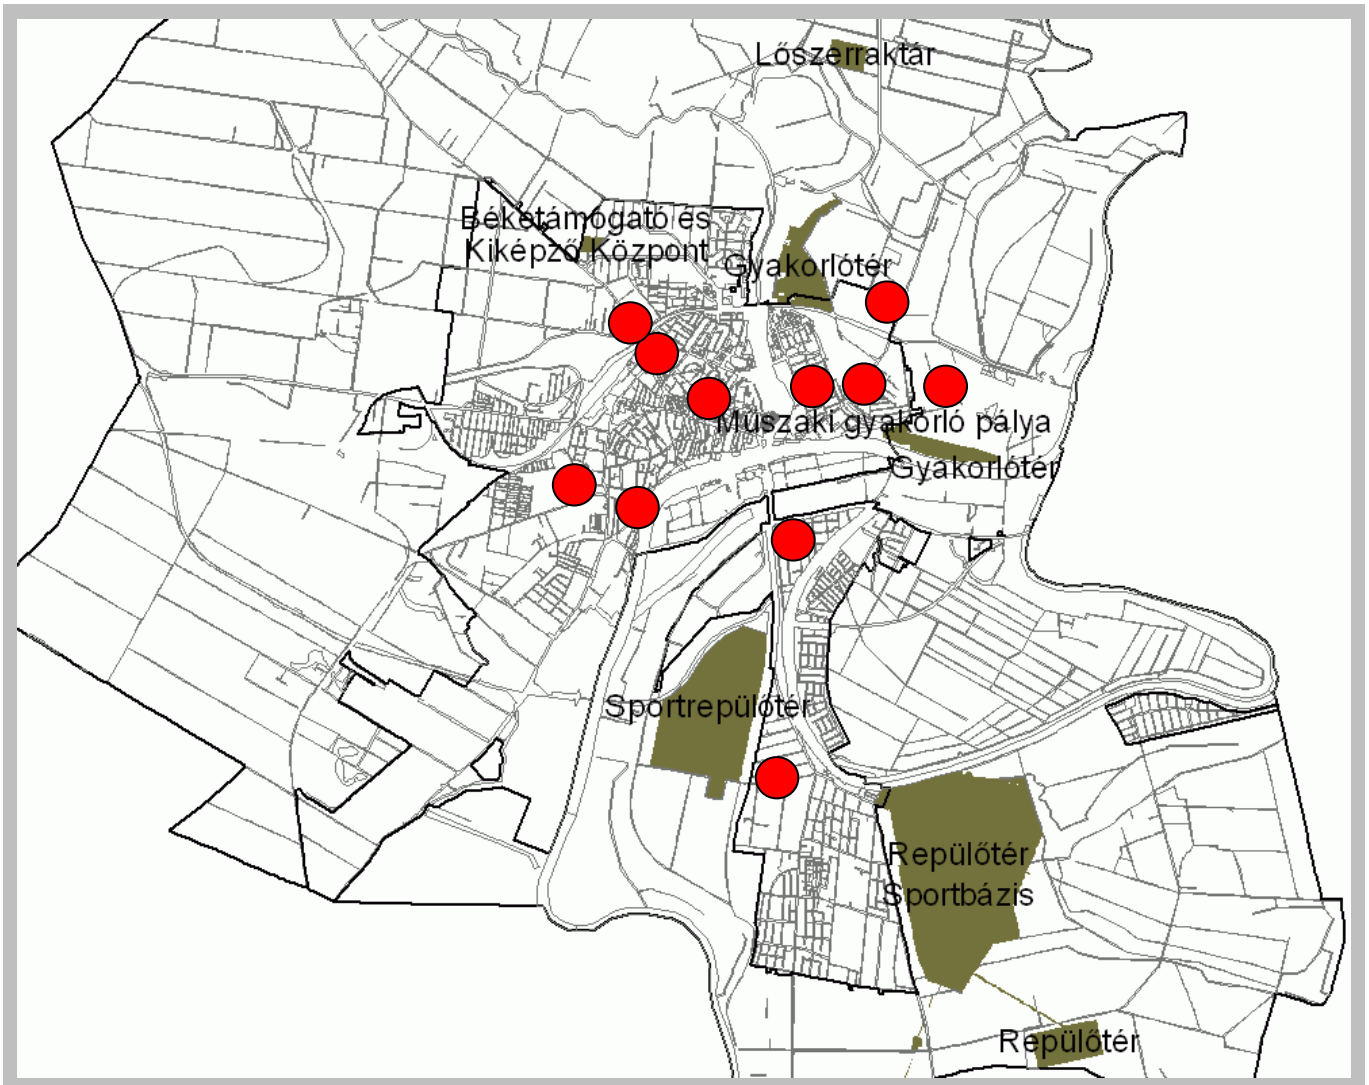 Lőszerraktár
Béketámogató és
Kiképző Központ
Gyakorlótér
Műszaki gyakorló pálya
Gyakorlótér
Sportrepülőtér
Repülőtér
Sportbázis
Repülőtér